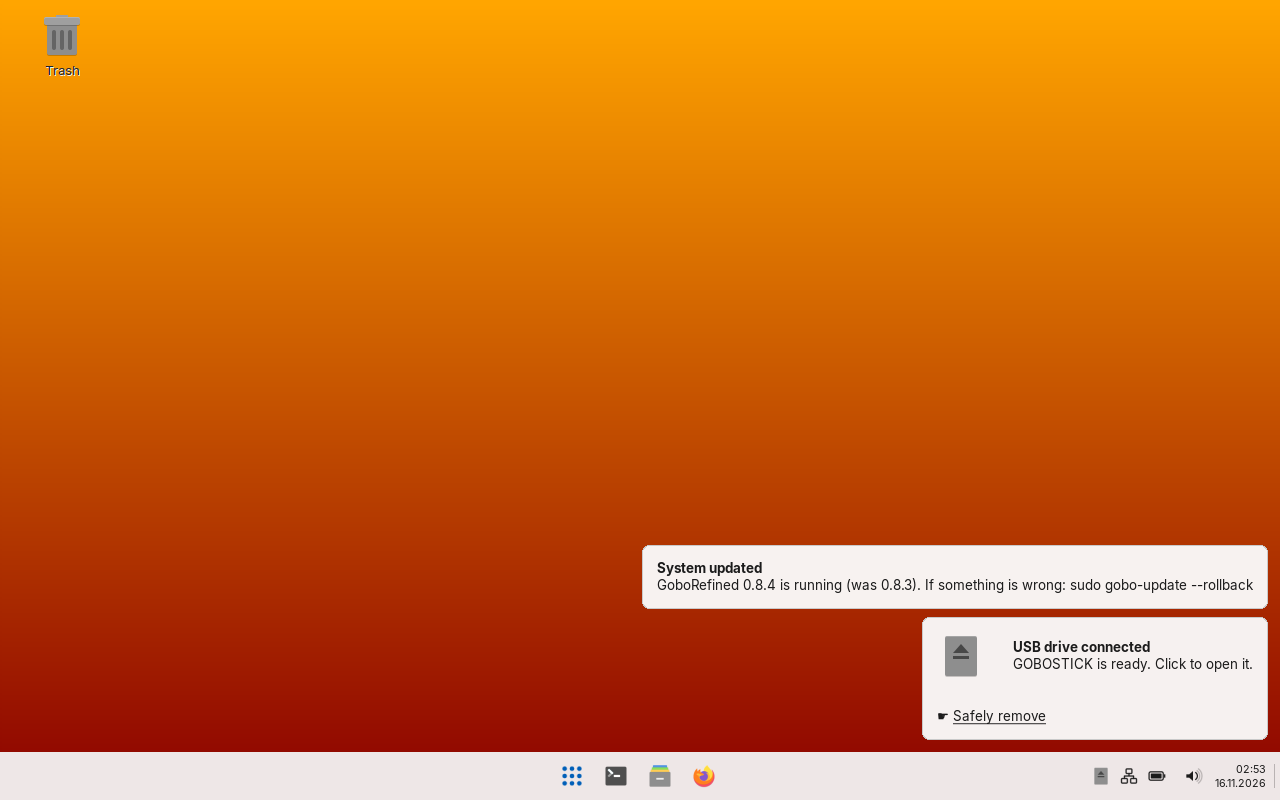 Trash
System updated
GoboRefined 0.8.4 is running (was 0.8.3). If something is wrong: sudo gobo-update --rollback
USB drive connected
GOBOSTICK is ready. Click to open it.
☛ Safely remove
02:53
16.11.2026